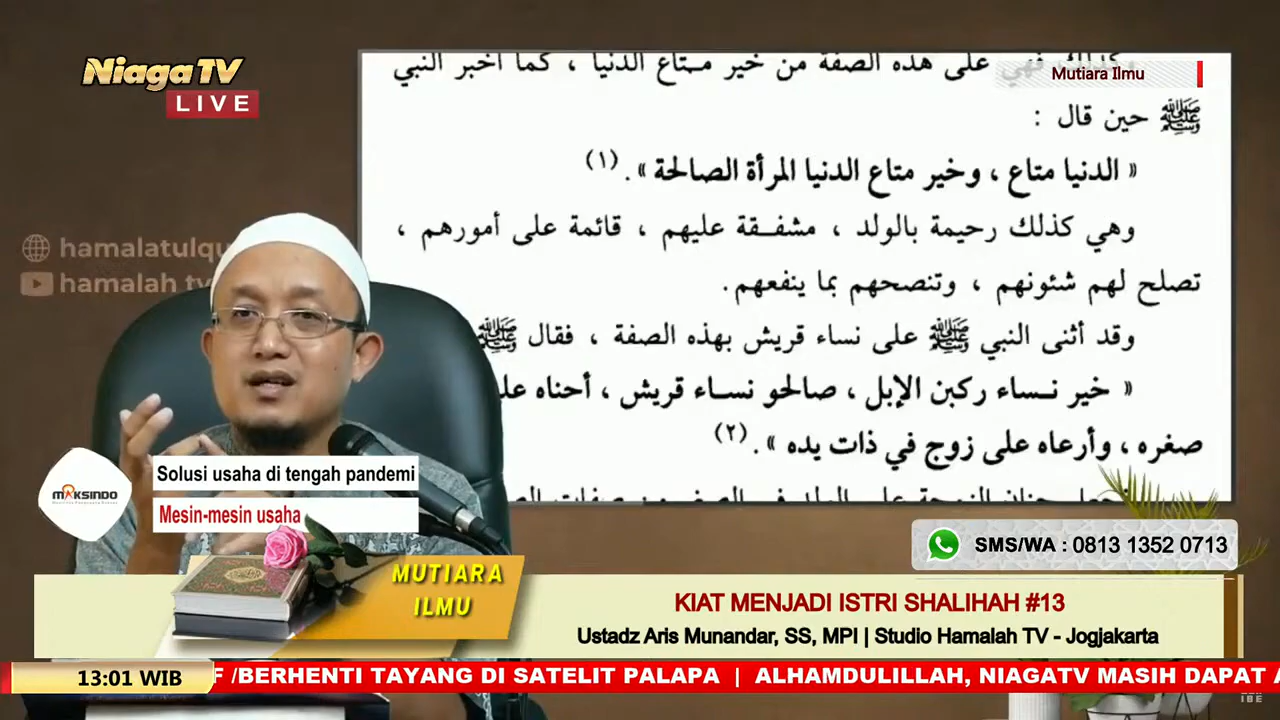 NiagaTV
LIVE
Mutiara Ilmu
على هذه الصفة من خير متاع الدنيا ، كما أخبر النبي
ﷺ حين قال :
« الدنيا متاع ، وخير متاع الدنيا المرأة الصالحة » . (١)
وهي كذلك رحيمة بالولد ، مشفقة عليهم ، قائمة على أمورهم ،
تصلح لهم شئونهم ، وتنصحهم بما ينفعهم .
وقد أثنى النبي ﷺ على نساء قريش بهذه الصفة ، فقال ﷺ
« خير نساء ركبن الإبل ، صالحو نساء قريش ، أحناه
صغره ، وأرعاه على زوج في ذات يده » . (٢)
hamalatulqu
hamalah tv
MAKSINDO
Solusi usaha di tengah pandemi
Mesin-mesin usaha
SMS/WA : 0813 1352 0713
MUTIARA
ILMU
KIAT MENJADI ISTRI SHALIHAH #13
Ustadz Aris Munandar, SS, MPI | Studio Hamalah TV - Jogjakarta
13:01 WIB
F /BERHENTI TAYANG DI SATELIT PALAPA | ALHAMDULILLAH, NIAGATV MASIH DAPAT